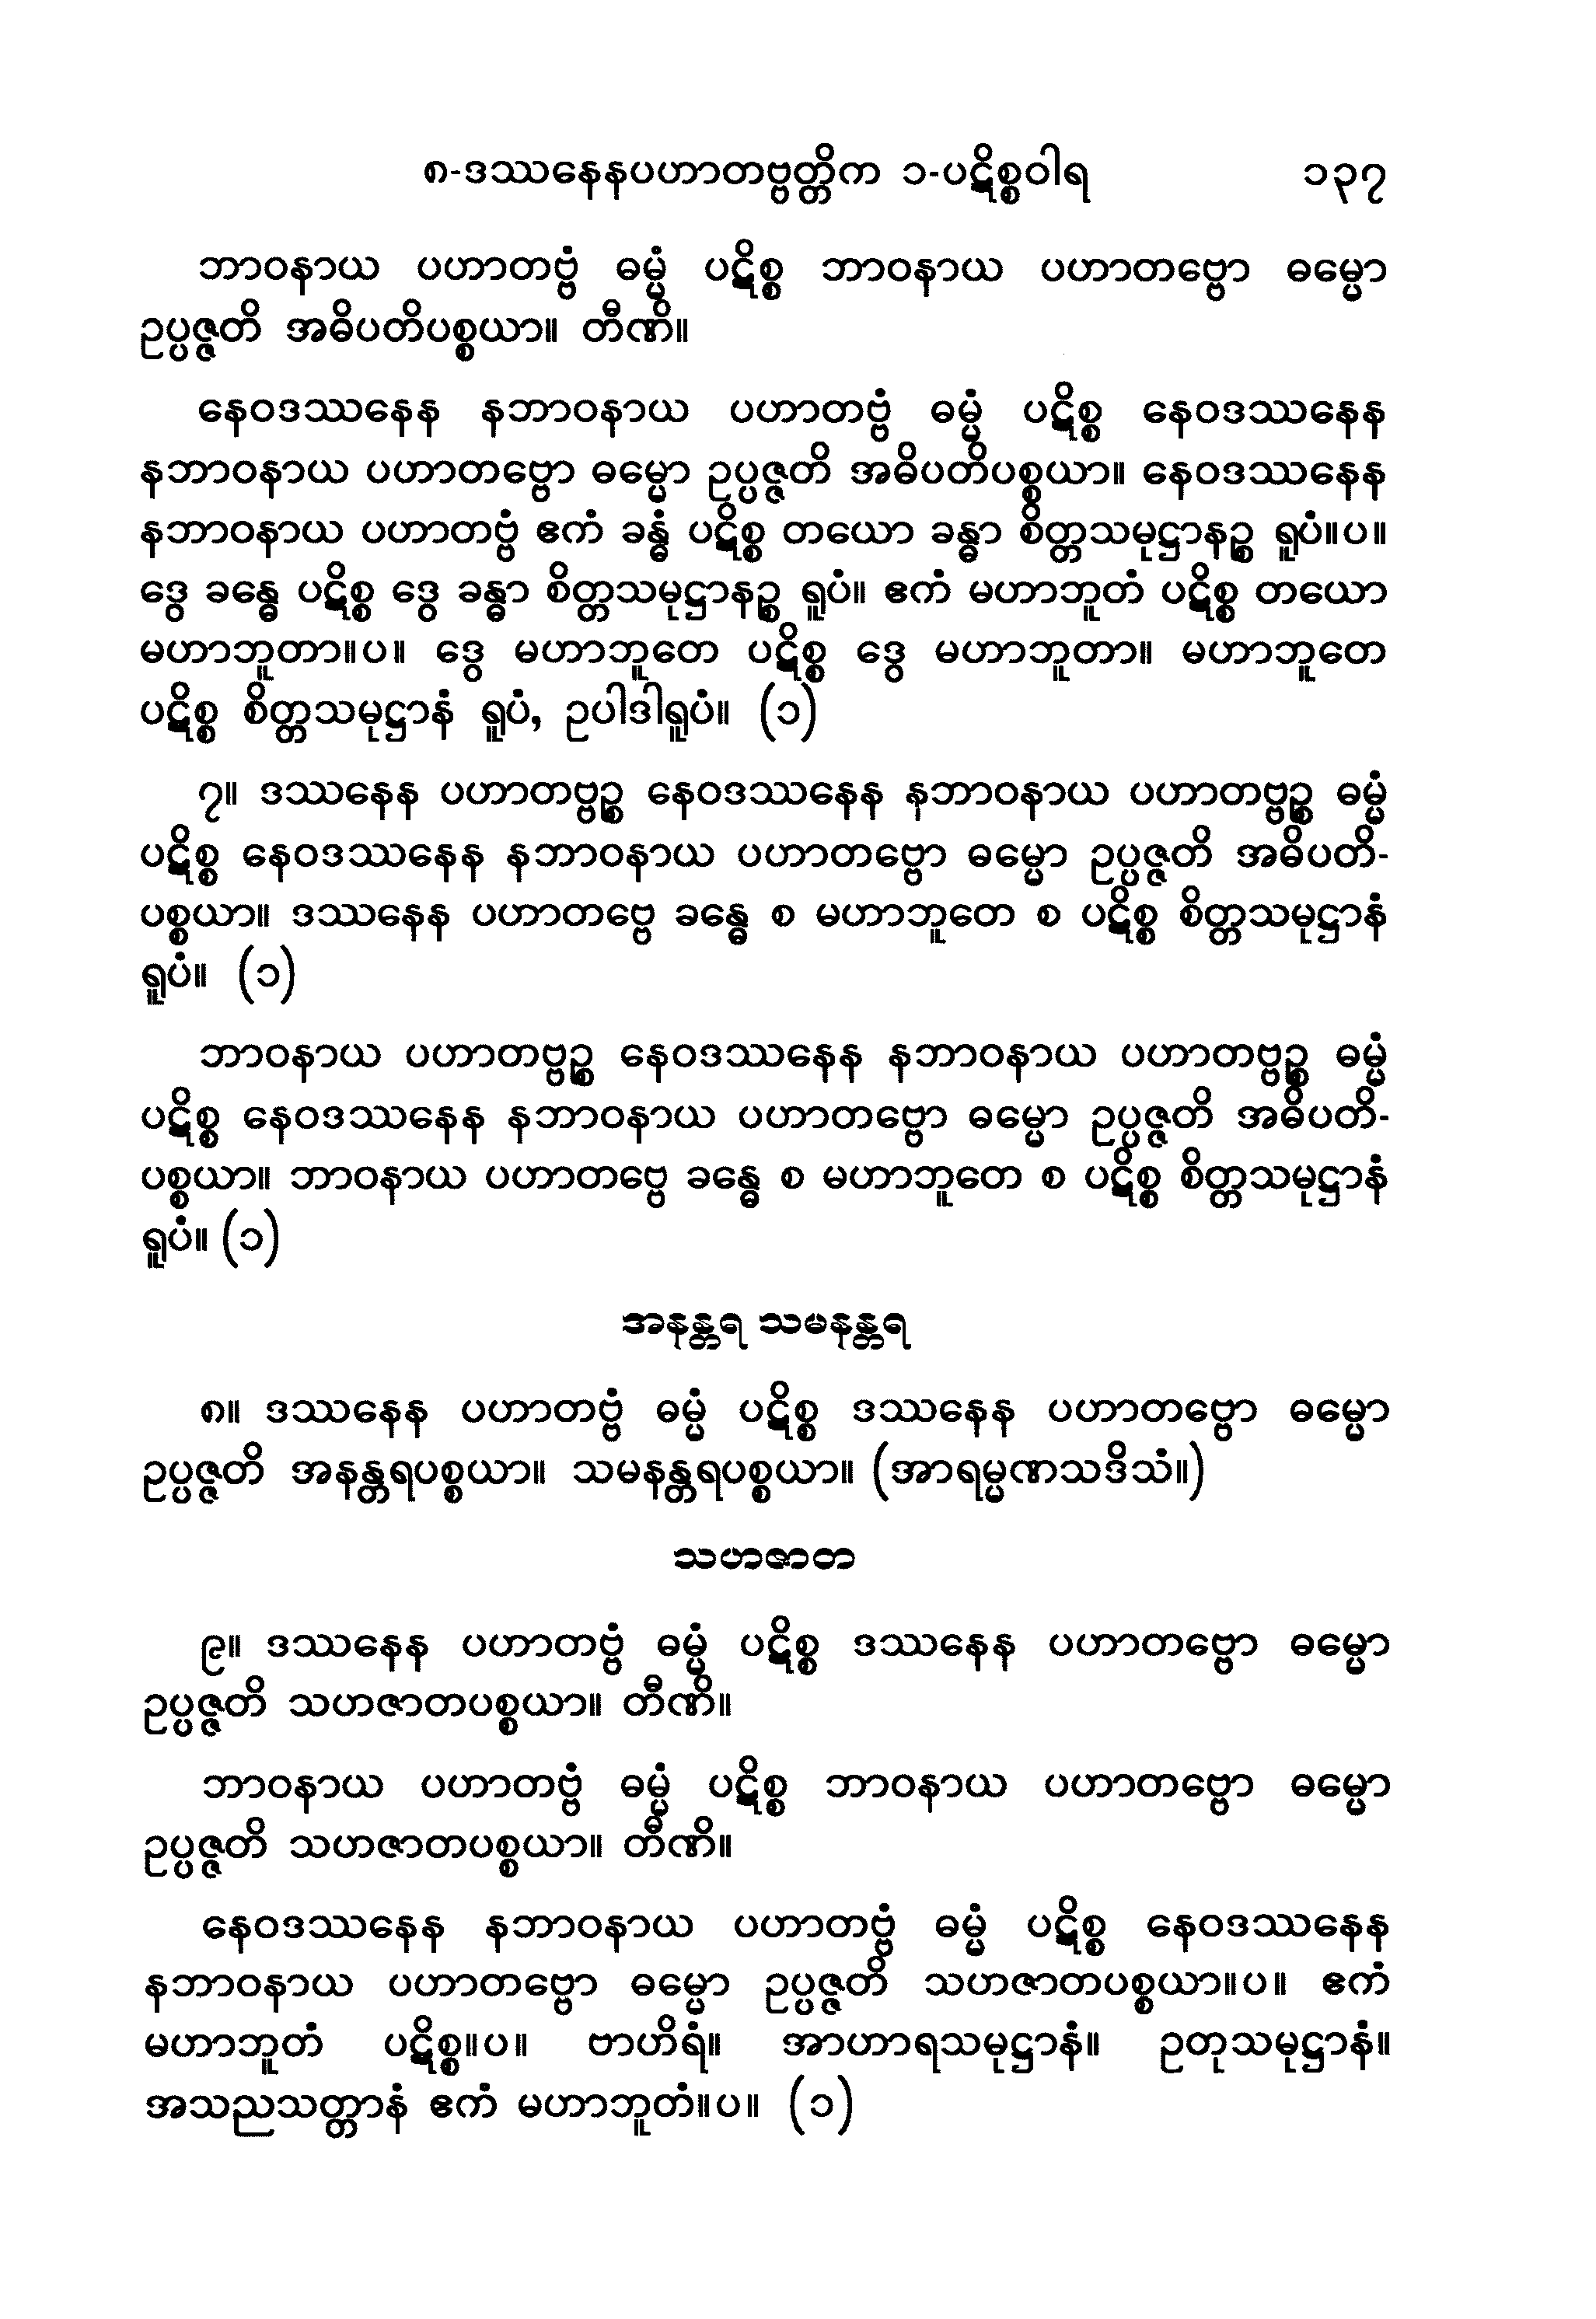 ၈-ဒဿနေနပဟာတဗ္ဗတ္တိက ၁-ပဋိစ္စဝါရ ၁၃၇
ဘာဝနာယ ပဟာတဗ္ဗံ ဓမ္မံ ပဋိစ္စ ဘာဝနာယ ပဟာတဗ္ဗော ဓမ္မော
ဥပ္ပဇ္ဇတိ အဓိပတိပစ္စယာ။ တီဏိ။
နေဝဒဿနေန နဘာဝနာယ ပဟာတဗ္ဗံ ဓမ္မံ ပဋိစ္စ နေဝဒဿနေန
နဘာဝနာယ ပဟာတဗ္ဗော ဓမ္မော ဥပ္ပဇ္ဇတိ အဓိပတိပစ္စယာ။ နေဝဒဿနေန
နဘာဝနာယ ပဟာတဗ္ဗံ ဧကံ ခန္ဓံ ပဋိစ္စ တယော ခန္ဓာ စိတ္တသမုဋ္ဌာနဉ္စ ရူပံ။ပ။
ဒွေ ခန္ဓေ ပဋိစ္စ ဒွေ ခန္ဓာ စိတ္တသမုဋ္ဌာနဉ္စ ရူပံ။ ဧကံ မဟာဘူတံ ပဋိစ္စ တယော
မဟာဘူတာ။ပ။ ဒွေ မဟာဘူတေ ပဋိစ္စ ဒွေ မဟာဘူတာ။ မဟာဘူတေ
ပဋိစ္စ စိတ္တသမုဋ္ဌာနံ ရူပံ, ဥပါဒါရူပံ။ (၁)
၇။ ဒဿနေန ပဟာတဗ္ဗဉ္စ နေဝဒဿနေန နဘာဝနာယ ပဟာတဗ္ဗဉ္စ ဓမ္မံ
ပဋိစ္စ နေဝဒဿနေန နဘာဝနာယ ပဟာတဗ္ဗော ဓမ္မော ဥပ္ပဇ္ဇတိ အဓိပတိ-
ပစ္စယာ။ ဒဿနေန ပဟာတဗ္ဗေ ခန္ဓေ စ မဟာဘူတေ စ ပဋိစ္စ စိတ္တသမုဋ္ဌာနံ
ရူပံ။ (၁)
ဘာဝနာယ ပဟာတဗ္ဗဉ္စ နေဝဒဿနေန နဘာဝနာယ ပဟာတဗ္ဗဉ္စ ဓမ္မံ
ပဋိစ္စ နေဝဒဿနေန နဘာဝနာယ ပဟာတဗ္ဗော ဓမ္မော ဥပ္ပဇ္ဇတိ အဓိပတိ-
ပစ္စယာ။ ဘာဝနာယ ပဟာတဗ္ဗေ ခန္ဓေ စ မဟာဘူတေ စ ပဋိစ္စ စိတ္တသမုဋ္ဌာနံ
ရူပံ။ (၁)
အနန္တရ သမနန္တရ
၈။ ဒဿနေန ပဟာတဗ္ဗံ ဓမ္မံ ပဋိစ္စ ဒဿနေန ပဟာတဗ္ဗော ဓမ္မော
ဥပ္ပဇ္ဇတိ အနန္တရပစ္စယာ။ သမနန္တရပစ္စယာ။ (အာရမ္မဏသဒိသံ။)
သဟဇာတ
၉။ ဒဿနေန ပဟာတဗ္ဗံ ဓမ္မံ ပဋိစ္စ ဒဿနေန ပဟာတဗ္ဗော ဓမ္မော
ဥပ္ပဇ္ဇတိ သဟဇာတပစ္စယာ။ တီဏိ။
ဘာဝနာယ ပဟာတဗ္ဗံ ဓမ္မံ ပဋိစ္စ ဘာဝနာယ ပဟာတဗ္ဗော ဓမ္မော
ဥပ္ပဇ္ဇတိ သဟဇာတပစ္စယာ။ တီဏိ။
နေဝဒဿနေန နဘာဝနာယ ပဟာတဗ္ဗံ ဓမ္မံ ပဋိစ္စ နေဝဒဿနေန
နဘာဝနာယ ပဟာတဗ္ဗော ဓမ္မော ဥပ္ပဇ္ဇတိ သဟဇာတပစ္စယာ။ပ။ ဧကံ
မဟာဘူတံ ပဋိစ္စ။ပ။ ဗာဟိရံ။ အာဟာရသမုဋ္ဌာနံ။ ဥတုသမုဋ္ဌာနံ။
အသညသတ္တာနံ ဧကံ မဟာဘူတံ။ပ။ (၁)